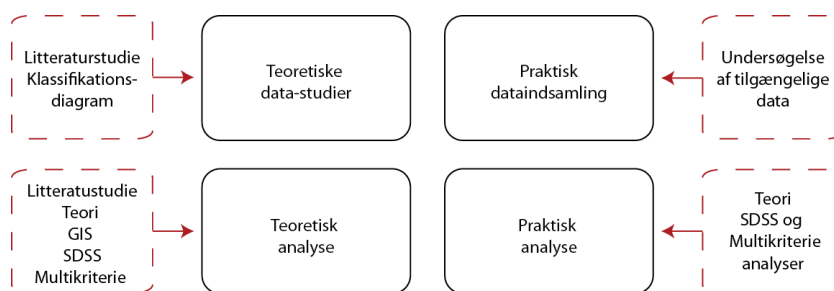 Litteraturstudie
Klassifikations-
diagram
Teoretiske
data-studier
Praktisk
dataindsamling
Undersøgelse
af tilgængelige
data
Litteratustudie
Teori
GIS
SDSS
Multikriterie
Teoretisk
analyse
Praktisk
analyse
Teori
SDSS og
Multikriterie
analyser